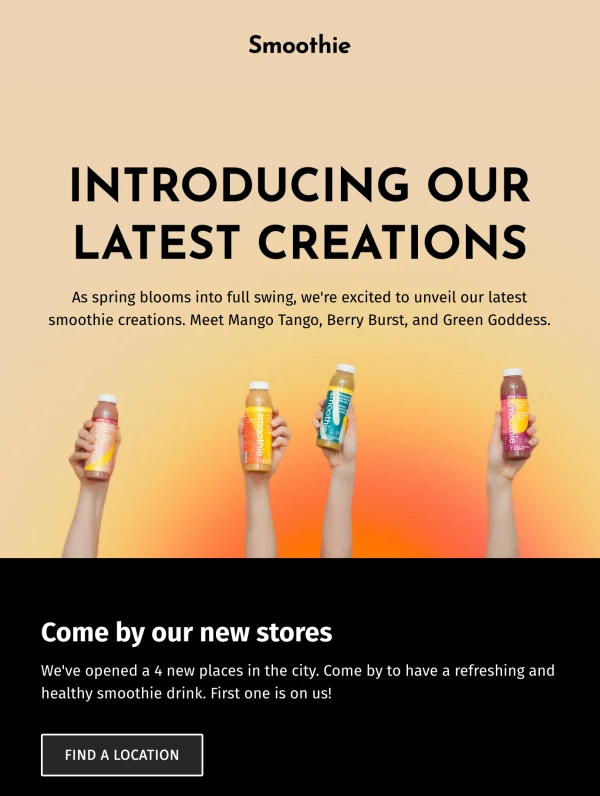 Smoothie
INTRODUCING OUR
LATEST CREATIONS
As spring blooms into full swing, we're excited to unveil our latest
smoothie creations. Meet Mango Tango, Berry Burst, and Green Goddess.
smoothie
smoothie
smoothie
smoothie
Come by our new stores
We've opened a 4 new places in the city. Come by to have a refreshing and
healthy smoothie drink. First one is on us!
FIND A LOCATION